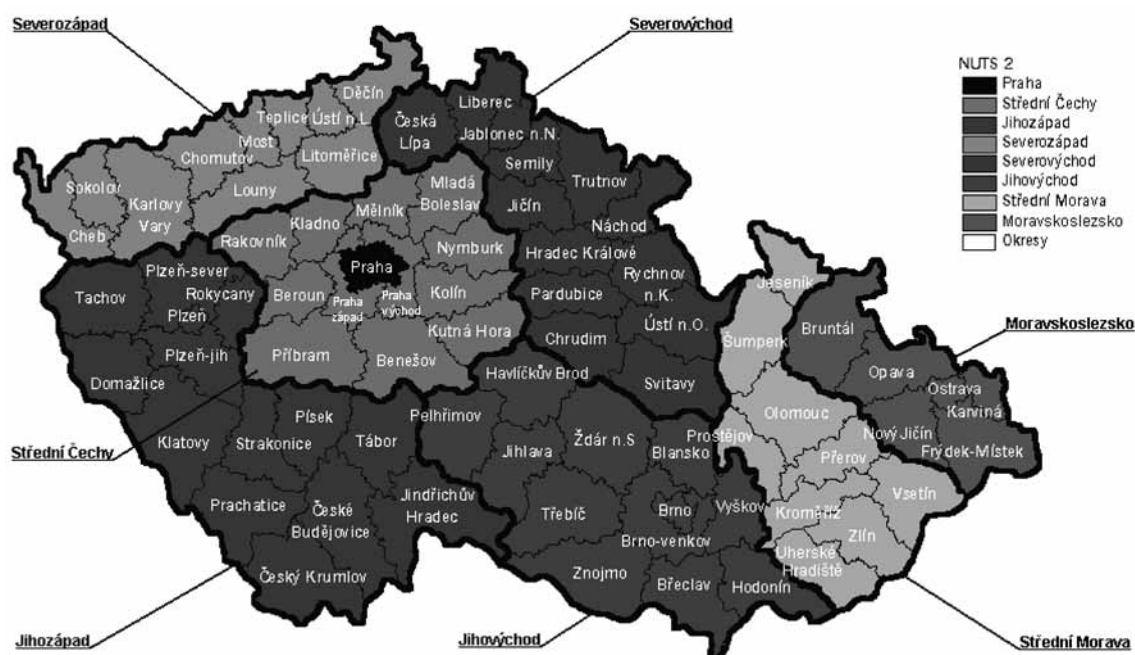 Severozápad
Severovýchod
NUTS 2
Praha
Střední Čechy
Jihozápad
Severozápad
Severovýchod
Jihovýchod
Střední Morava
Moravskoslezsko
Okresy
Děčín
Teplice
Ústí n.L.
Most
Chomutov
Litoměřice
Louny
Sokolov
Karlovy
Vary
Cheb
Česká
Lípa
Liberec
Jablonec n.N.
Semily
Trutnov
Jičín
Náchod
Hradec Králové
Rychnov
n.K.
Pardubice
Ústí n.O.
Chrudim
Svitavy
Mladá
Boleslav
Mělník
Kladno
Rakovník
Nymburk
Praha
Beroun
Praha
západ
Praha
východ
Kolín
Kutná Hora
Příbram
Benešov
Plzeň-sever
Tachov
Rokycany
Plzeň
Plzeň-jih
Domažlice
Klatovy
Písek
Strakonice
Tábor
Prachatice
České
Budějovice
Jindřichův
Hradec
Český Krumlov
Havlíčkův Brod
Pelhřimov
Jihlava
Ždár n.S
Blansko
Třebíč
Brno
Vyškov
Brno-venkov
Znojmo
Břeclav
Hodonín
Jeseník
Šumperk
Olomouc
Prostějov
Přerov
Kroměříž
Vsetín
Zlín
Uherské
Hradiště
Bruntál
Opava
Ostrava
Karviná
Nový Jičín
Frýdek-Místek
Moravskoslezsko
Střední Čechy
Jihozápad
Jihovýchod
Střední Morava